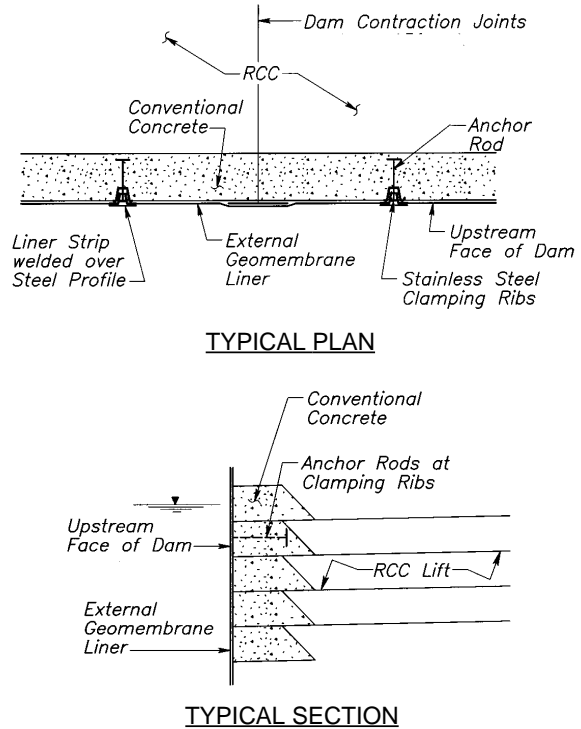 Dam Contraction Joints
RCC
Conventional
Concrete
Anchor
Rod
Liner Strip
welded over
Steel Profile
External
Geomembrane
Liner
Upstream
Face of Dam
Stainless Steel
Clamping Ribs
TYPICAL PLAN
Conventional
Concrete
Anchor Rods at
Clamping Ribs
Upstream
Face of Dam
RCC Lift
External
Geomembrane
Liner
TYPICAL SECTION